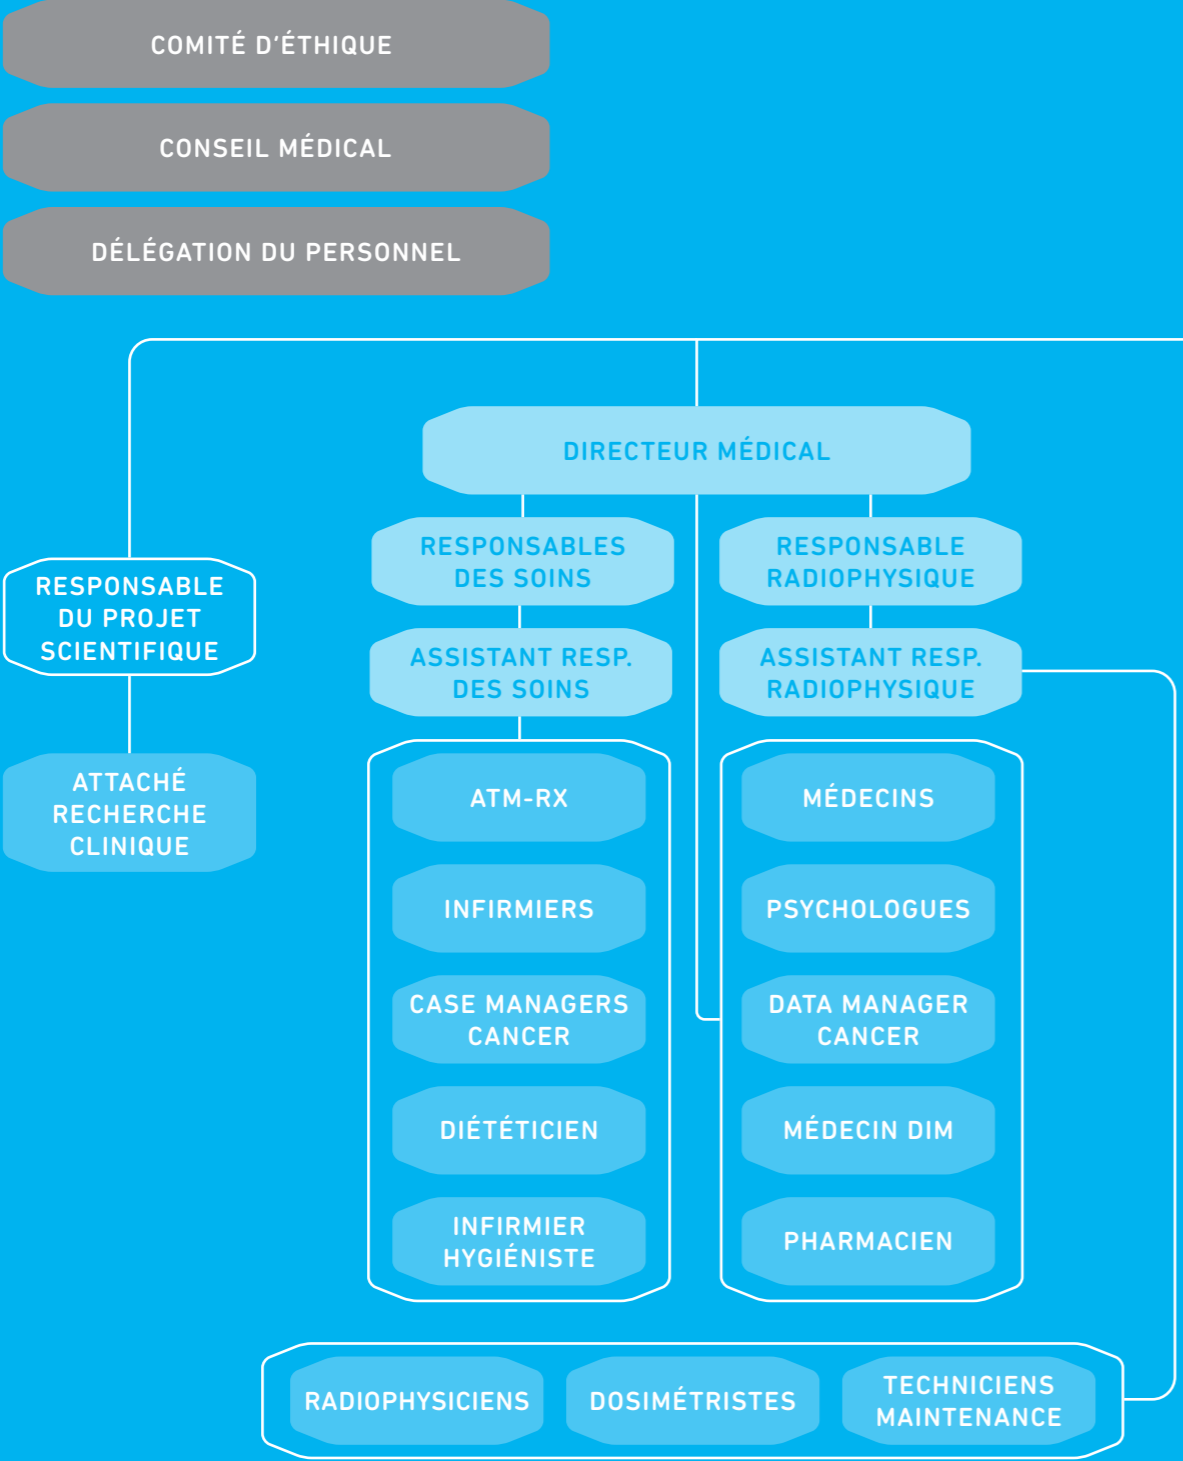 COMITÉ D'ÉTHIQUE
CONSEIL MÉDICAL
DÉLÉGATION DU PERSONNEL
DIRECTEUR MÉDICAL
RESPONSABLES
DES SOINS
RESPONSABLE
RADIOPHYSIQUE
RESPONSABLE
DU PROJET
SCIENTIFIQUE
ASSISTANT RESP.
DES SOINS
ASSISTANT RESP.
RADIOPHYSIQUE
ATTACHÉ
RECHERCHE
CLINIQUE
ATM-RX
INFIRMIERS
CASE MANAGERS
CANCER
DIÉTÉTICIEN
INFIRMIER
HYGIÉNISTE
MÉDECINS
PSYCHOLOGUES
DATA MANAGER
CANCER
MÉDECIN DIM
PHARMACIEN
RADIOPHYSICIENS
DOSIMÉTRISTES
TECHNICIENS
MAINTENANCE